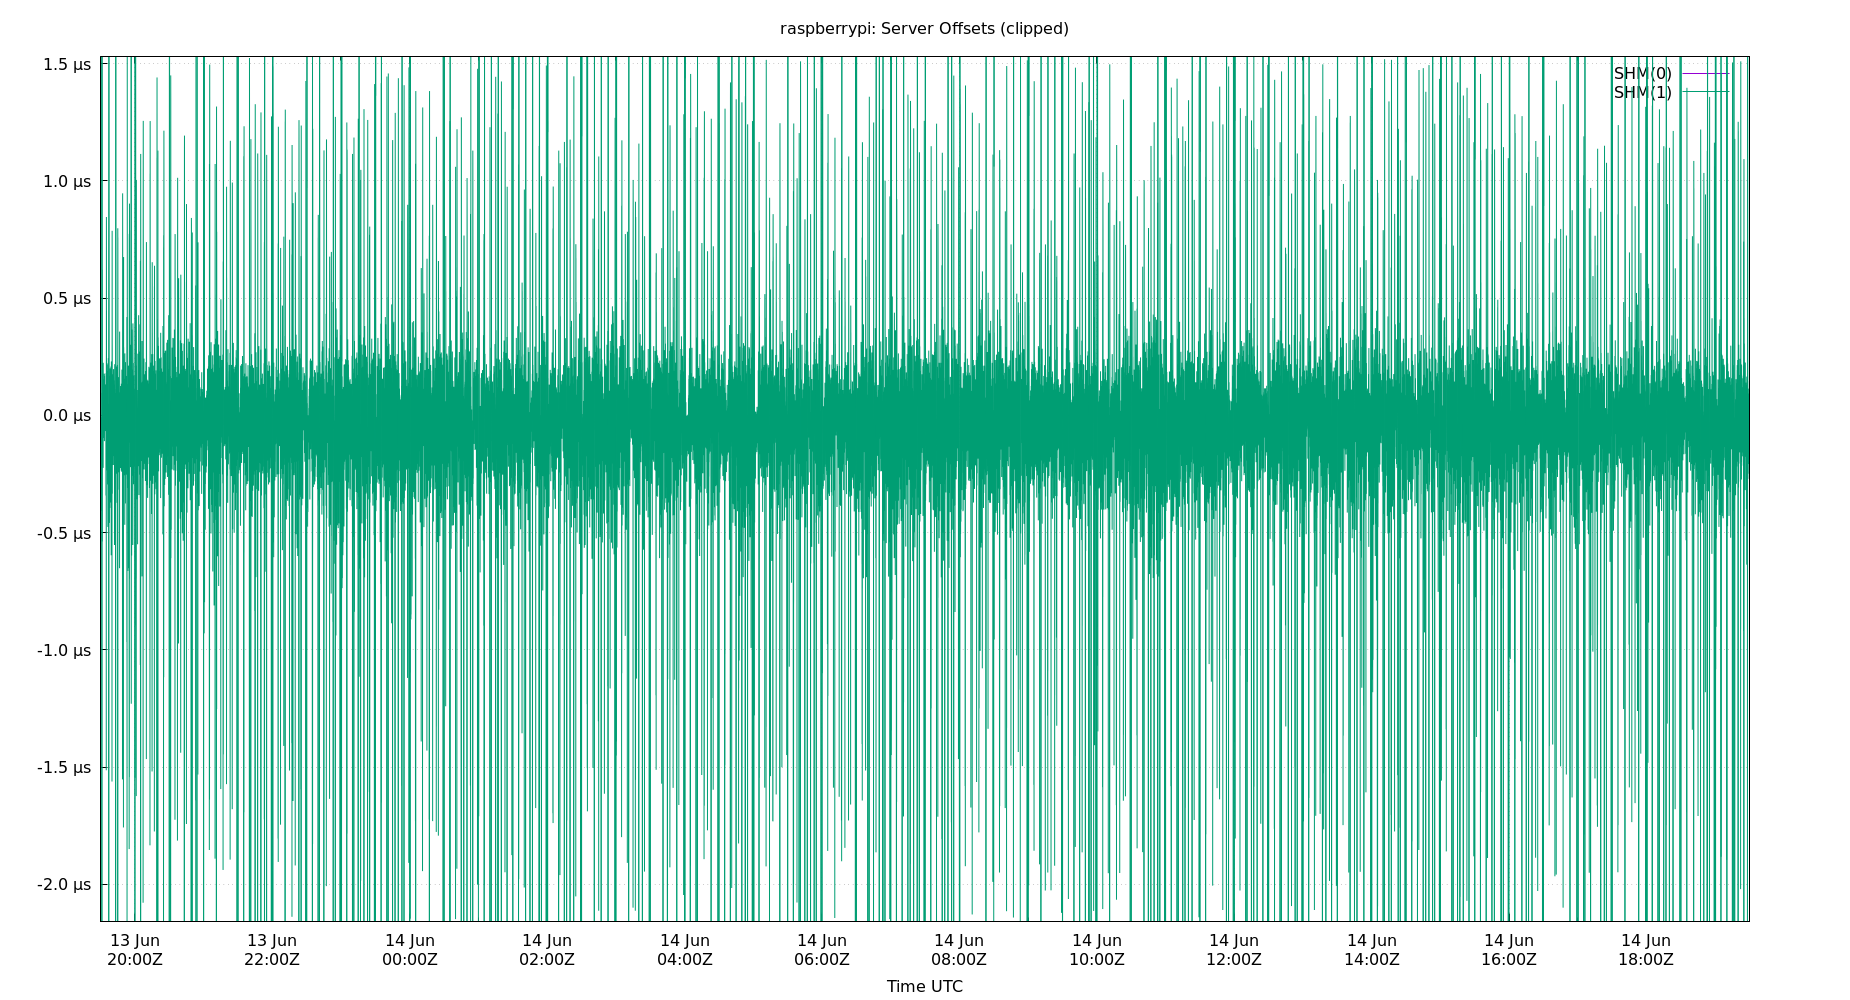 raspberrypi: Server Offsets (clipped)
1.5 µs
1.0 µs
0.5 µs
0.0 µs
-0.5 µs
-1.0 µs
-1.5 µs
-2.0 µs
SHM(0)
SHM(1)
13 Jun 13 Jun 14 Jun 14 Jun 14 Jun 14 Jun 14 Jun 14 Jun 14 Jun 14 Jun 14 Jun 14 Jun
20:00Z 22:00Z 00:00Z 02:00Z 04:00Z 06:00Z 08:00Z 10:00Z 12:00Z 14:00Z 16:00Z 18:00Z
Time UTC